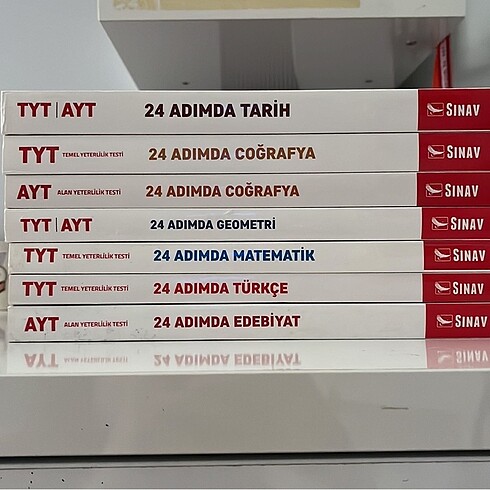 TYT | AYT 24 ADIMDA TARİH SINAV
TYT TEMEL YETERLİLİK TESTİ 24 ADIMDA COĞRAFYA SINAV
AYT ALAN YETERLİLİK TESTİ 24 ADIMDA COĞRAFYA SINAV
TYT | AYT 24 ADIMDA GEOMETRİ SINAV
TYT TEMEL YETERLİLİK TESTİ 24 ADIMDA MATEMATİK SINAV
TYT TEMEL YETERLİLİK TESTİ 24 ADIMDA TÜRKÇE SINAV
AYT ALAN YETERLİLİK TESTİ 24 ADIMDA EDEBİYAT SINAV